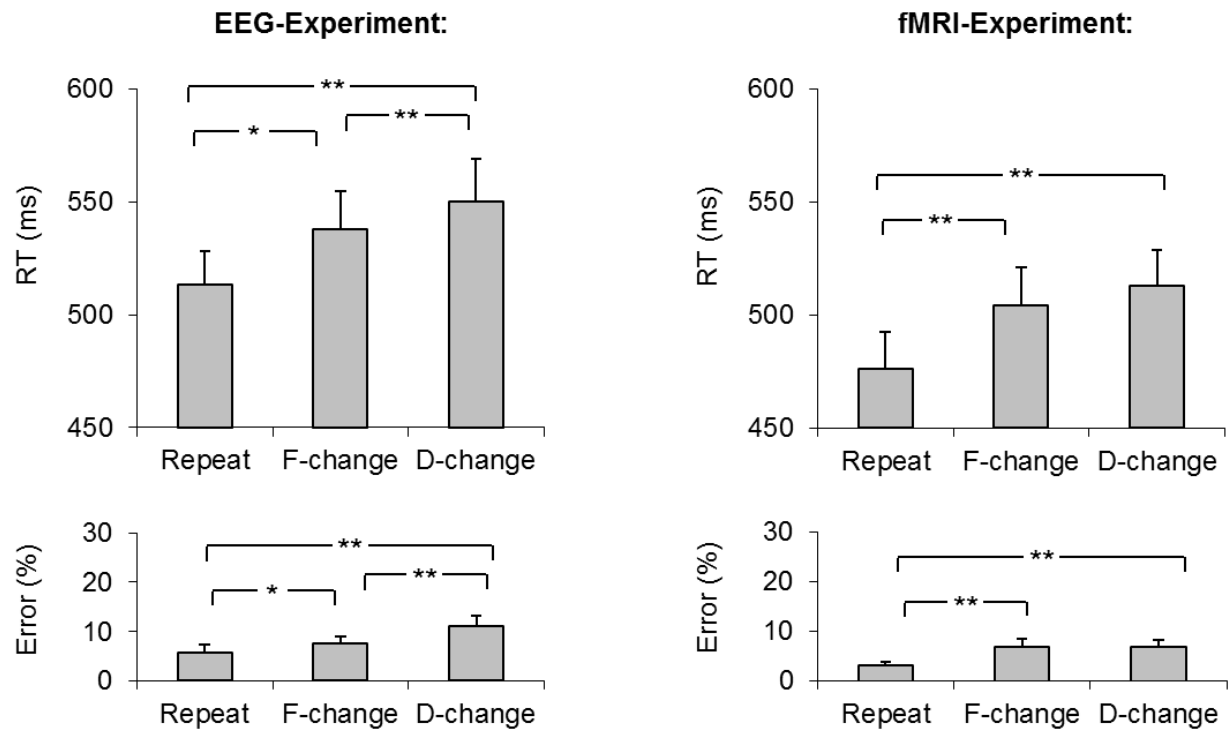 EEG-Experiment:
600
550
500
450
RT (ms)
**
*
**
Repeat F-change D-change
30
20
10
0
Error (%)
**
*
**
Repeat F-change D-change
fMRI-Experiment:
600
550
500
450
RT (ms)
**
**
Repeat F-change D-change
30
20
10
0
Error (%)
**
**
Repeat F-change D-change